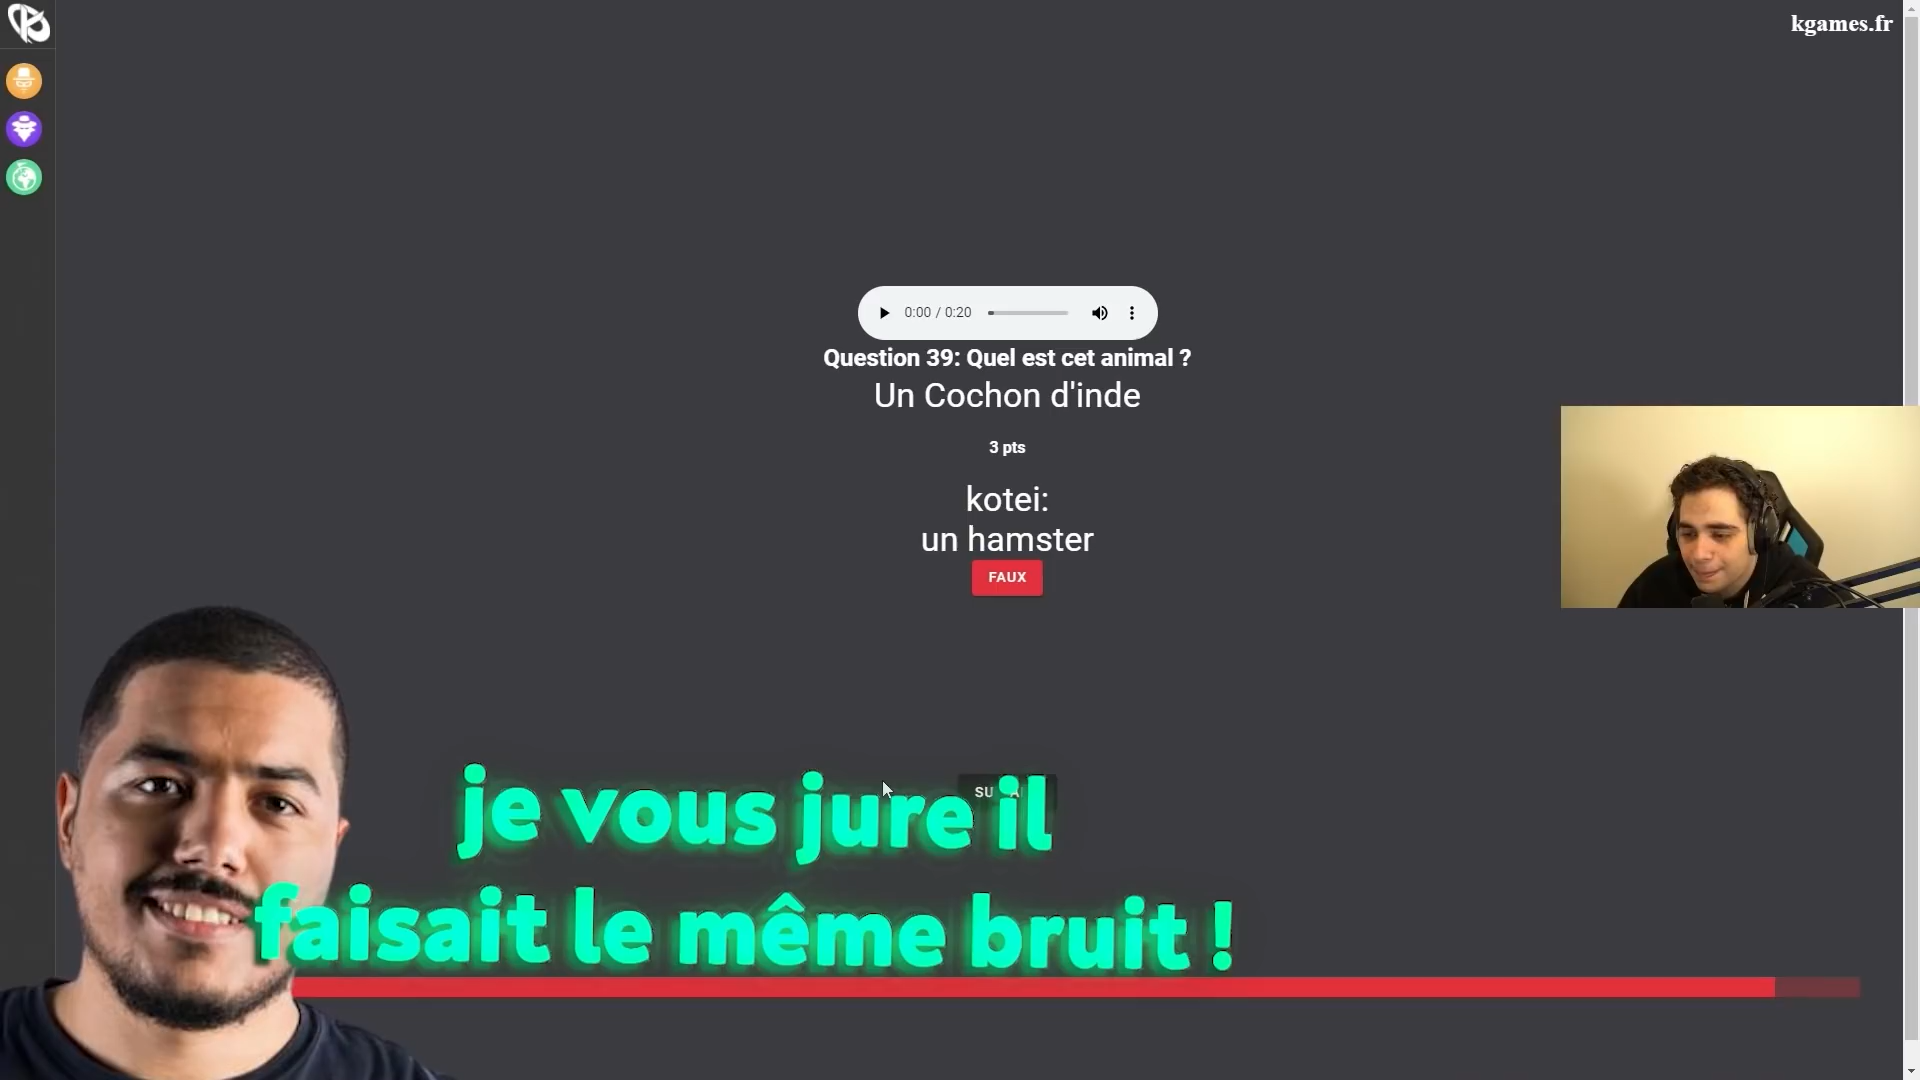 kgames.fr
0:00 / 0:20
Question 39: Quel est cet animal ?
Un Cochon d'inde
3 pts
kotei:
un hamster
FAUX
je vous jure il
faisait le même bruit !